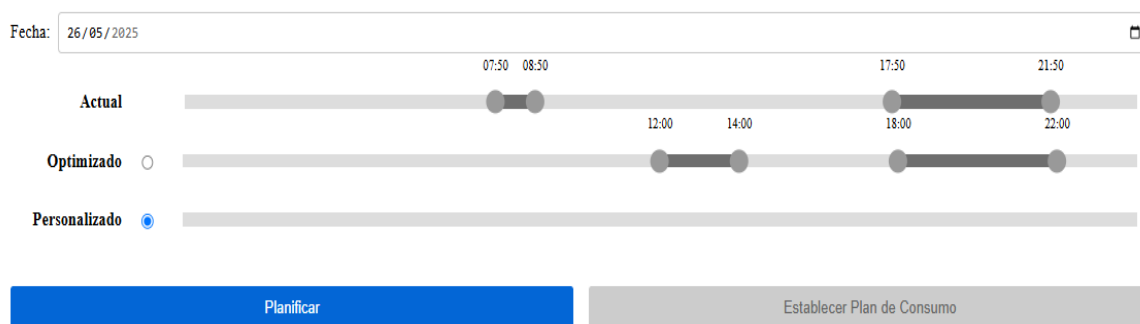 Fecha: 26/05/2025
07:50 08:50 17:50 21:50
Actual
12:00 14:00 18:00 22:00
Optimizado
Personalizado
Planificar Establecer Plan de Consumo